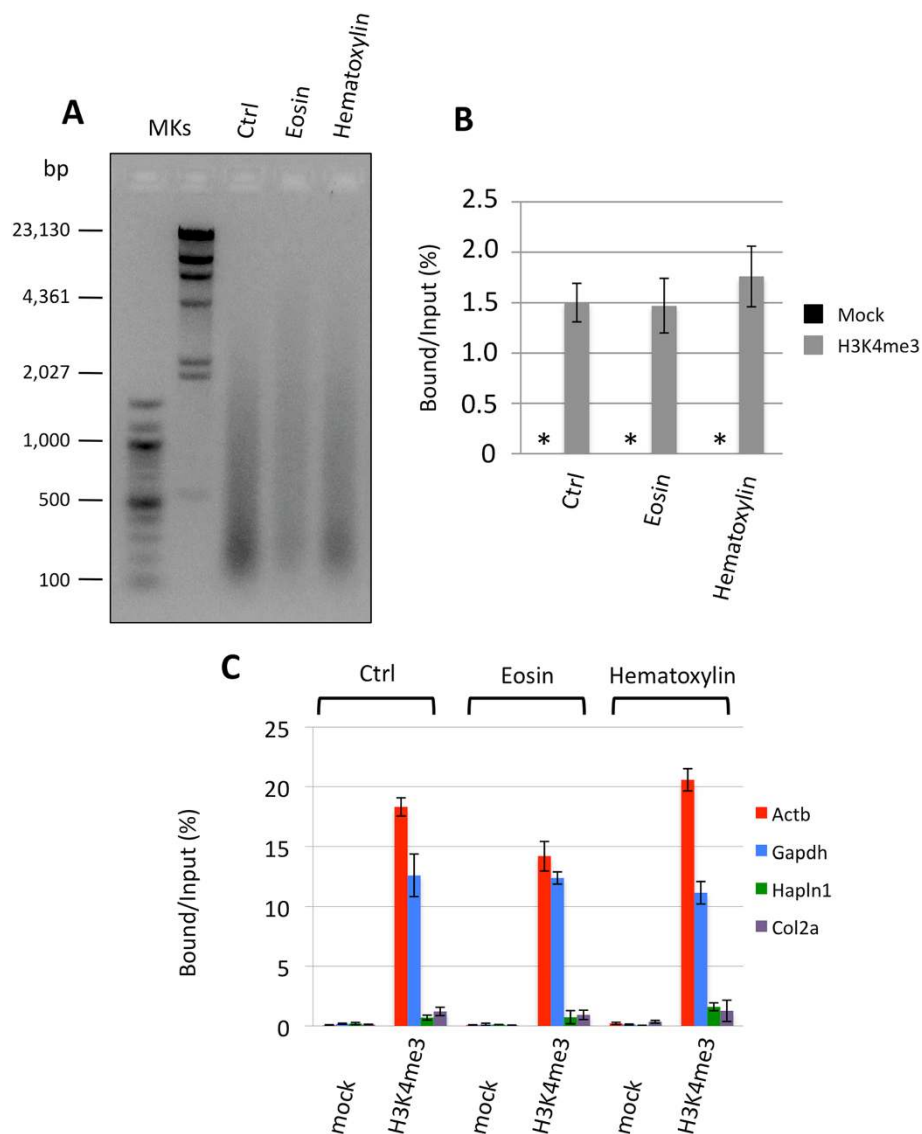 A
MKs
Ctrl
Eosin
Hematoxylin
bp
23,130
4,361
2,027
1,000
500
100
B
Bound/Input (%)
2.5
2.0
1.5
1.0
0.5
0
* * *
Ctrl
Eosin
Hematoxylin
Mock
H3K4me3
C
Ctrl
Eosin
Hematoxylin
Bound/Input (%)
25
20
15
10
5
0
mock
H3K4me3
mock
H3K4me3
mock
H3K4me3
Actb
Gapdh
Hapln1
Col2a